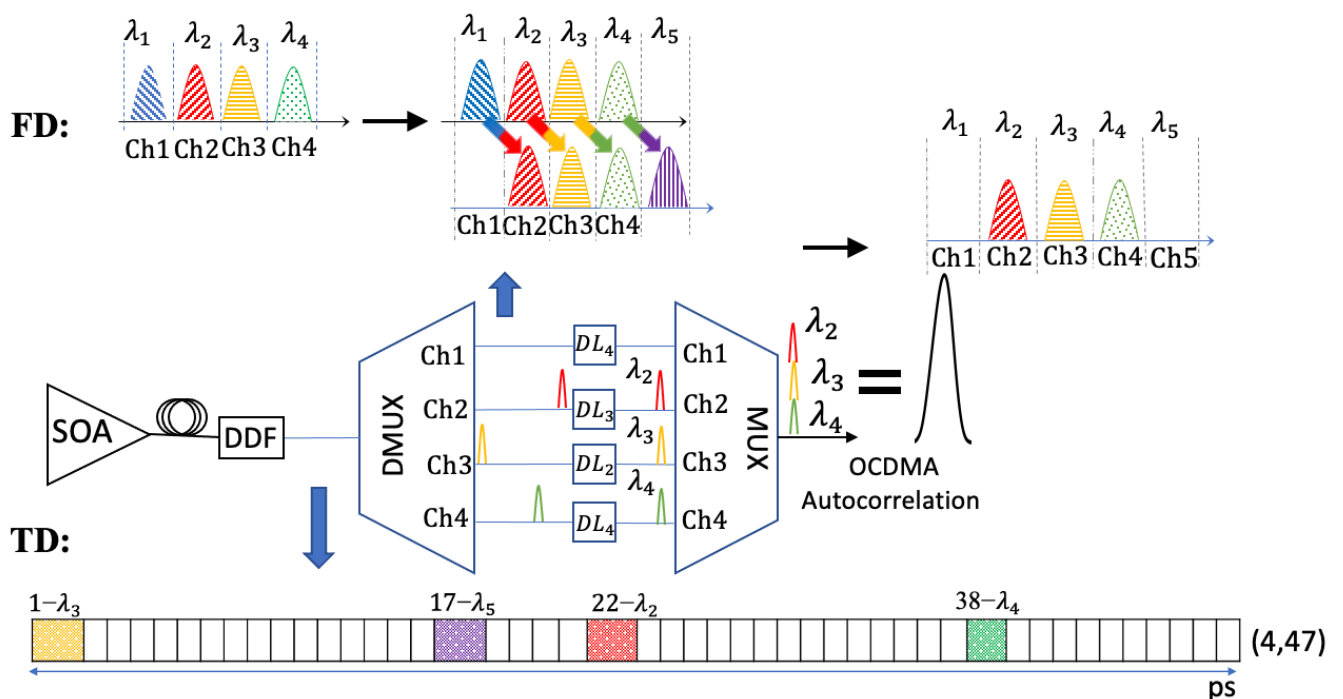 λ₁ λ₂ λ₃ λ₄
Ch1 Ch2 Ch3 Ch4
FD:
λ₁ λ₂ λ₃ λ₄ λ₅
Ch1 Ch2 Ch3 Ch4
λ₁ λ₂ λ₃ λ₄ λ₅
Ch1 Ch2 Ch3 Ch4 Ch5
SOA
DDF
DMUX
Ch1
Ch2
Ch3
Ch4
DL₄
DL₃
DL₂
DL₄
λ₂
λ₃
λ₄
Ch1
Ch2
Ch3
Ch4
MUX
λ₂
λ₃
λ₄
=
OCDMA
Autocorrelation
TD:
1−λ₃ 17−λ₅ 22−λ₂ 38−λ₄
(4,47)
ps